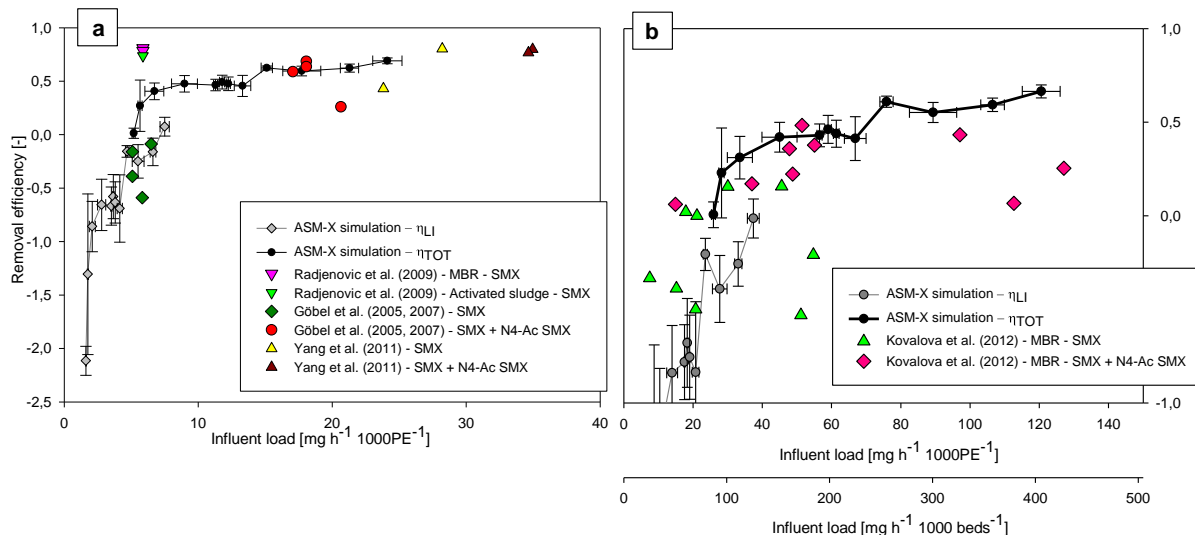 a
1,0
0,5
0,0
-0,5
-1,0
-1,5
-2,0
-2,5
Removal efficiency [-]
0 10 20 30 40
Influent load [mg h-1 1000PE-1]
ASM-X simulation – ηLI
ASM-X simulation – ηTOT
Radjenovic et al. (2009) - MBR - SMX
Radjenovic et al. (2009) - Activated sludge - SMX
Göbel et al. (2005, 2007) - SMX
Göbel et al. (2005, 2007) - SMX + N4-Ac SMX
Yang et al. (2011) - SMX
Yang et al. (2011) - SMX + N4-Ac SMX
b
1,0
0,5
0,0
-1,0
ASM-X simulation – ηLI
ASM-X simulation – ηTOT
Kovalova et al. (2012) - MBR - SMX
Kovalova et al. (2012) - MBR - SMX + N4-Ac SMX
0 20 40 60 80 100 120 140
Influent load [mg h-1 1000PE-1]
0 100 200 300 400 500
Influent load [mg h-1 1000 beds-1]